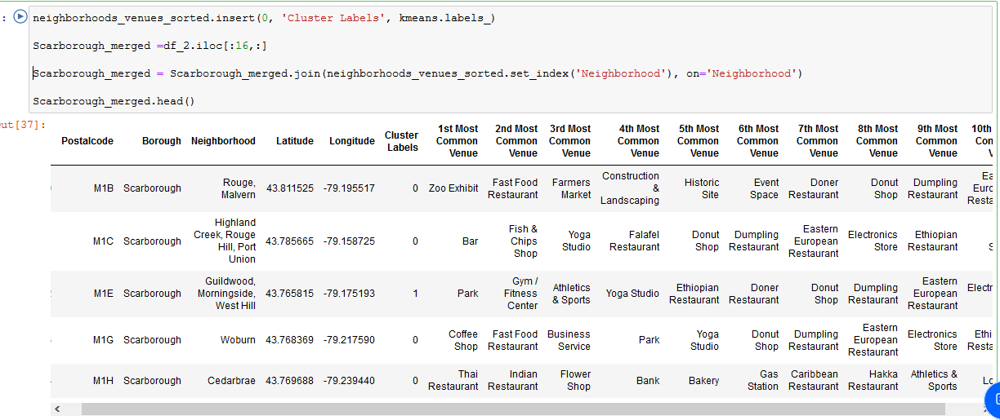 neighborhoods_venues_sorted.insert(0, 'Cluster Labels', kmeans.labels_)
Scarborough_merged =df_2.iloc[:16,:]
Scarborough_merged = Scarborough_merged.join(neighborhoods_venues_sorted.set_index('Neighborhood'), on='Neighborhood')
Scarborough_merged.head()
ut[37]:
Postalcode Borough Neighborhood Latitude Longitude Cluster Labels 1st Most Common Venue 2nd Most Common Venue 3rd Most Common Venue 4th Most Common Venue 5th Most Common Venue 6th Most Common Venue 7th Most Common Venue 8th Most Common Venue 9th Most Common Venue 10th
M1B Scarborough Rouge, Malvern 43.811525 -79.195517 0 Zoo Exhibit Fast Food Restaurant Farmers Market Construction & Landscaping Historic Site Event Space Doner Restaurant Donut Shop Dumpling Restaurant
M1C Scarborough Highland Creek, Rouge Hill, Port Union 43.785665 -79.158725 0 Bar Fish & Chips Shop Yoga Studio Falafel Restaurant Donut Shop Dumpling Restaurant Eastern European Restaurant Electronics Store Ethiopian Restaurant
M1E Scarborough Guildwood, Morningside, West Hill 43.765815 -79.175193 1 Park Gym / Fitness Center Athletics & Sports Yoga Studio Ethiopian Restaurant Doner Restaurant Donut Shop Dumpling Restaurant Eastern European Restaurant
M1G Scarborough Woburn 43.768369 -79.217590 0 Coffee Shop Fast Food Restaurant Business Service Park Yoga Studio Donut Shop Dumpling Restaurant Eastern European Restaurant Electronics Store
M1H Scarborough Cedarbrae 43.769688 -79.239440 0 Thai Restaurant Indian Restaurant Flower Shop Bank Bakery Gas Station Caribbean Restaurant Hakka Restaurant Athletics & Sports